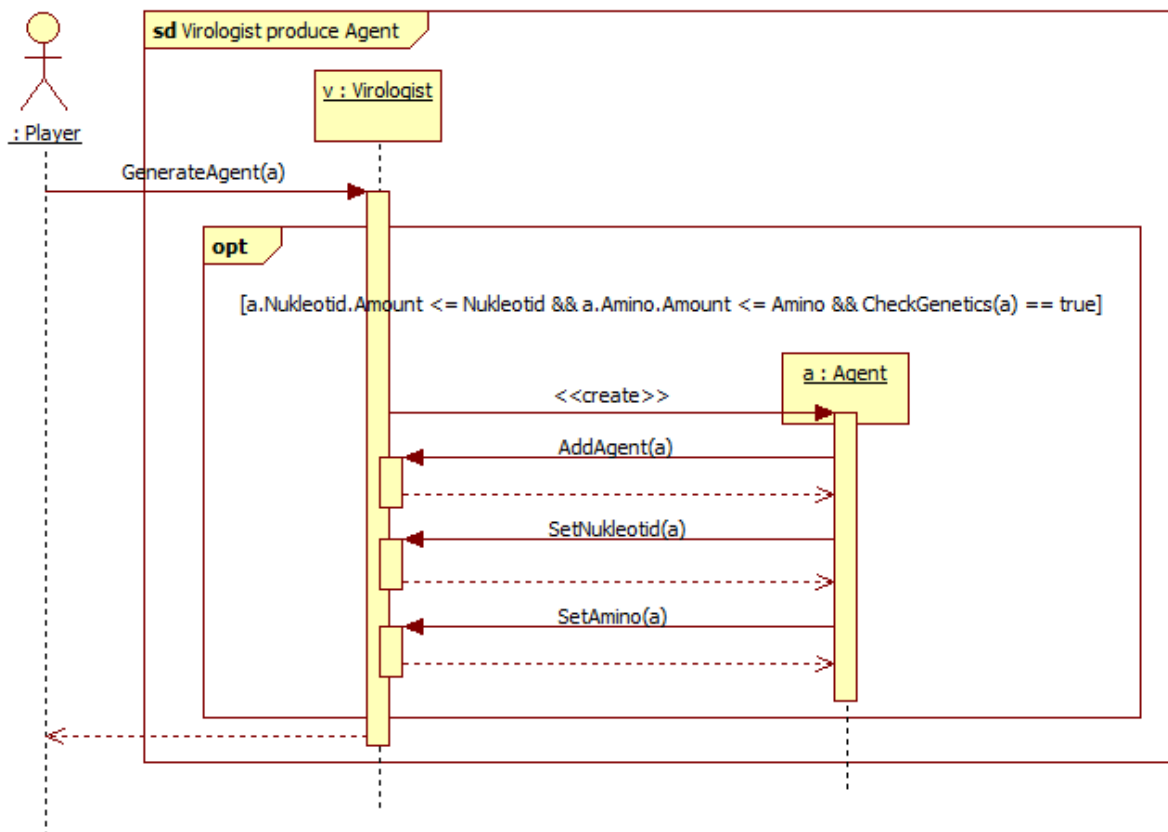 sd Virologist produce Agent
v : Virologist
: Player
GenerateAgent(a)
opt
[a.Nukleotid.Amount <= Nukleotid && a.Amino.Amount <= Amino && CheckGenetics(a) == true]
a : Agent
<<create>>
AddAgent(a)
SetNukleotid(a)
SetAmino(a)